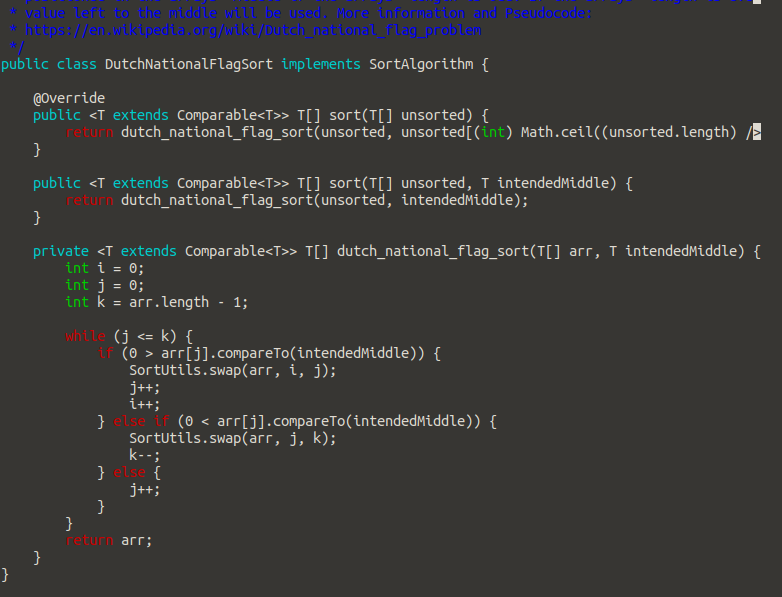 * value left to the middle will be used. More information and Pseudocode:
 * https://en.wikipedia.org/wiki/Dutch_national_flag_problem
 */
public class DutchNationalFlagSort implements SortAlgorithm {

    @Override
    public <T extends Comparable<T>> T[] sort(T[] unsorted) {
        return dutch_national_flag_sort(unsorted, unsorted[(int) Math.ceil((unsorted.length) />
    }

    public <T extends Comparable<T>> T[] sort(T[] unsorted, T intendedMiddle) {
        return dutch_national_flag_sort(unsorted, intendedMiddle);
    }

    private <T extends Comparable<T>> T[] dutch_national_flag_sort(T[] arr, T intendedMiddle) {
        int i = 0;
        int j = 0;
        int k = arr.length - 1;

        while (j <= k) {
            if (0 > arr[j].compareTo(intendedMiddle)) {
                SortUtils.swap(arr, i, j);
                j++;
                i++;
            } else if (0 < arr[j].compareTo(intendedMiddle)) {
                SortUtils.swap(arr, j, k);
                k--;
            } else {
                j++;
            }
        }
        return arr;
    }
}